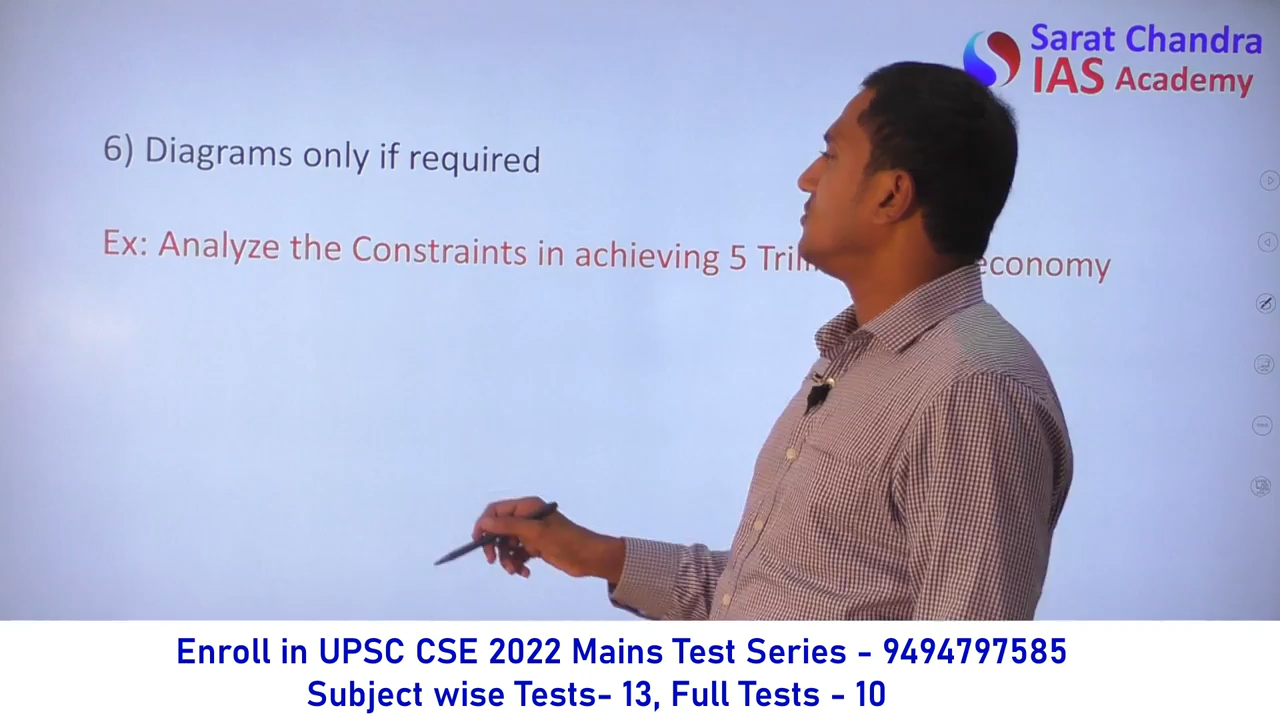 Sarat Chandra
IAS Academy
6) Diagrams only if required
Ex: Analyze the Constraints in achieving 5 economy
Enroll in UPSC CSE 2022 Mains Test Series - 9494797585
Subject wise Tests- 13, Full Tests - 10